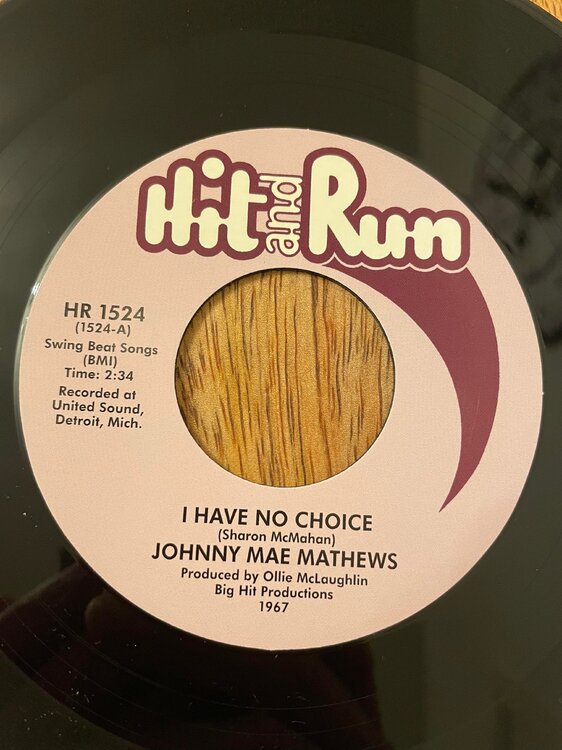 Hit and Run
HR 1524
(1524-A)
Swing Beat Songs
(BMI)
Time: 2:34
Recorded at
United Sound,
Detroit, Mich.
I HAVE NO CHOICE
(Sharon McMahan)
JOHNNY MAE MATHEWS
Produced by Ollie McLaughlin
Big Hit Productions
1967